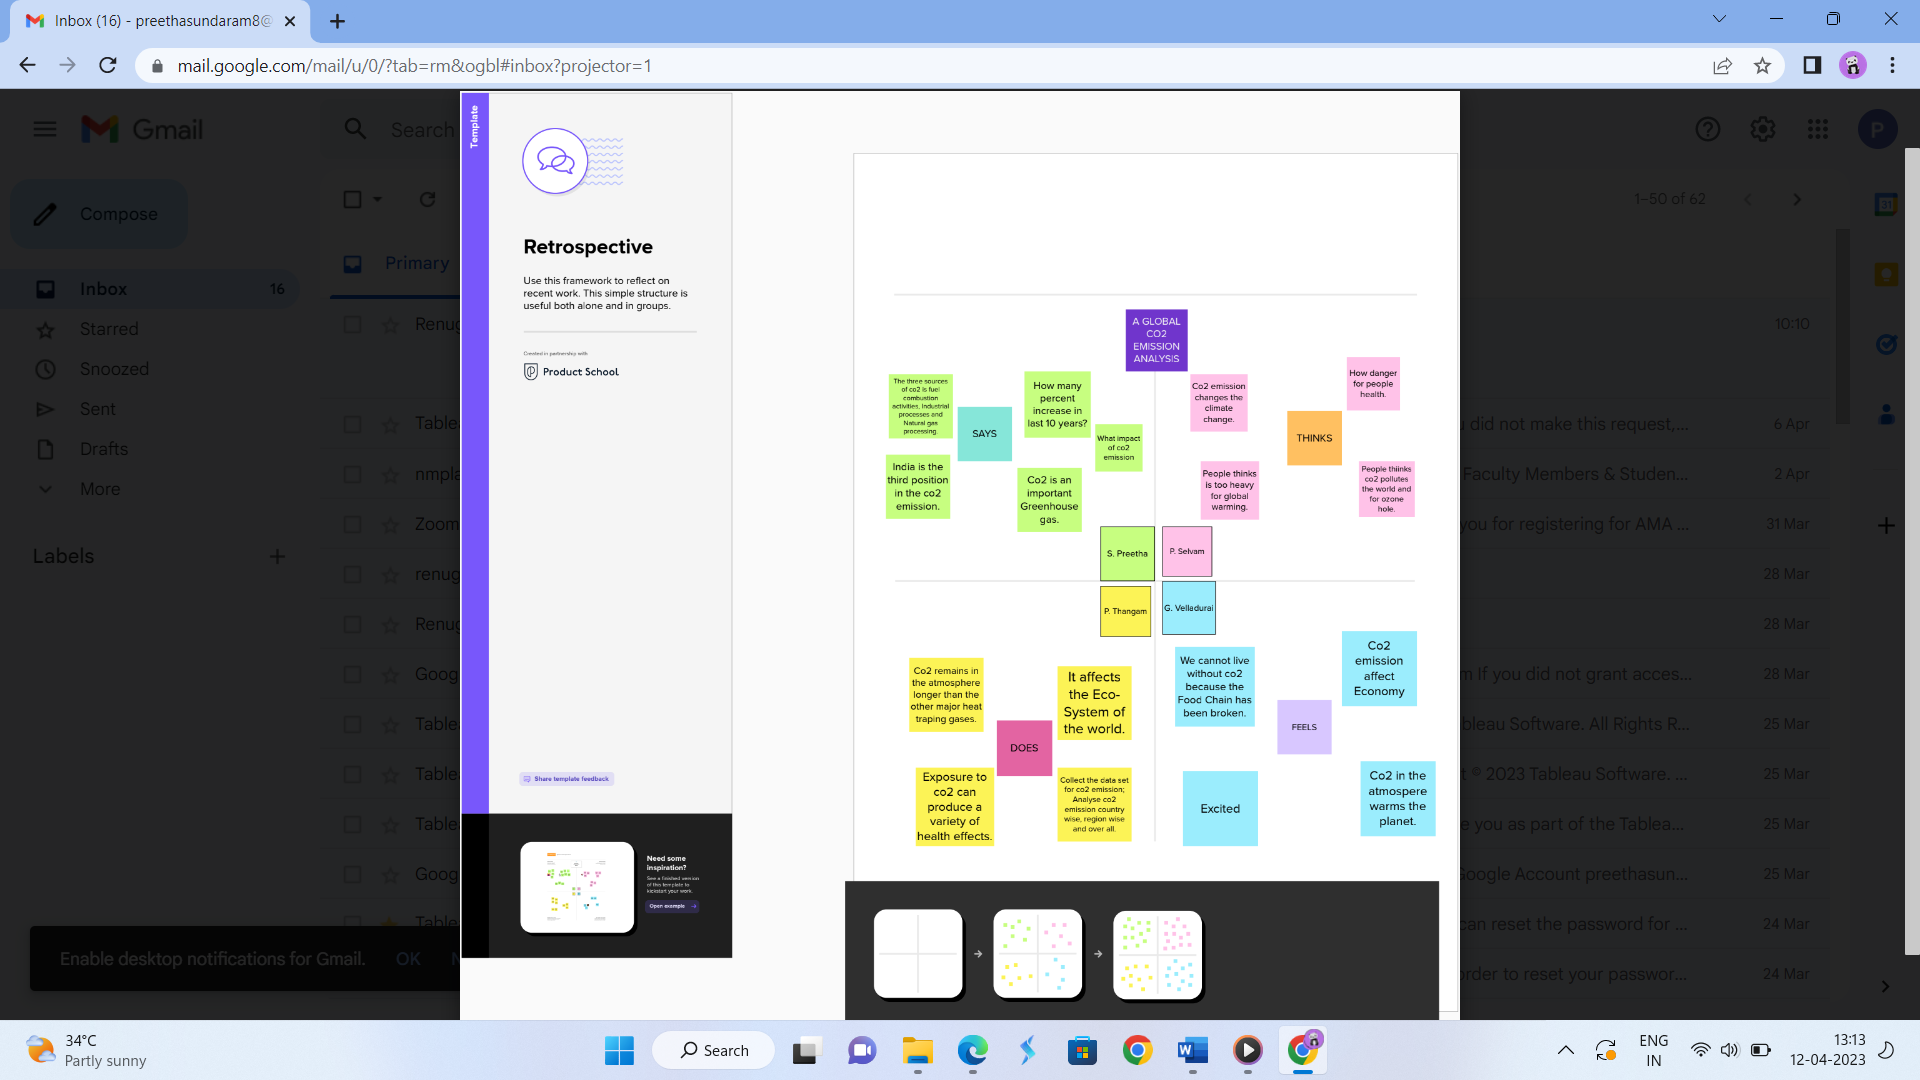 Inbox (16) - preethasundaram8@
mail.google.com/mail/u/0/?tab=rm&ogbl#inbox?projector=1
Gmail
Search
P
Compose
1–50 of 62
Primary
Inbox 16
Starred
Snoozed
Sent
Drafts
More
Labels
Renug
10:10
Table
did not make this request,... 6 Apr
nmpla
Faculty Members & Studen... 2 Apr
Zoom
you for registering for AMA ... 31 Mar
renug
28 Mar
Renug
28 Mar
Goog
If you did not grant acces... 28 Mar
Table
bleau Software. All Rights R... 25 Mar
Table
t © 2023 Tableau Software. ... 25 Mar
Table
e you as part of the Tablea... 25 Mar
Goog
Google Account preethasun... 25 Mar
Table
can reset the password for ... 24 Mar
order to reset your passwor... 24 Mar
Enable desktop notifications for Gmail. OK
Template
Retrospective
Use this framework to reflect on
recent work. This simple structure is
useful both alone and in groups.
Created in partnership with
Product School
Share template feedback
Need some
inspiration?
See a finished version
of this template to
kickstart your work.
Open example
A GLOBAL
CO2
EMISSION
ANALYSIS
The three sources
of co2 is fuel
combustion
activities, industrial
processes and
Natural gas
processing.
SAYS
How many
percent
increase in
last 10 years?
What impact
of co2
emission
India is the
third position
in the co2
emission.
Co2 is an
important
Greenhouse
gas.
Co2 emission
changes the
climate
change.
How danger
for people
health.
THINKS
People thinks
is too heavy
for global
warming.
People thiinks
co2 pollutes
the world and
for ozone
hole.
S. Preetha
P. Selvam
P. Thangam
G. Velladurai
Co2 remains in
the atmosphere
longer than the
other major heat
traping gases.
It affects
the Eco-
System of
the world.
DOES
Exposure to
co2 can
produce a
variety of
health effects.
Collect the data set
for co2 emission;
Analyse co2
emission country
wise, region wise
and over all.
We cannot live
without co2
because the
Food Chain has
been broken.
Co2
emission
affect
Economy
FEELS
Excited
Co2 in the
atmospere
warms the
planet.
34°C
Partly sunny
Search
ENG
IN
13:13
12-04-2023